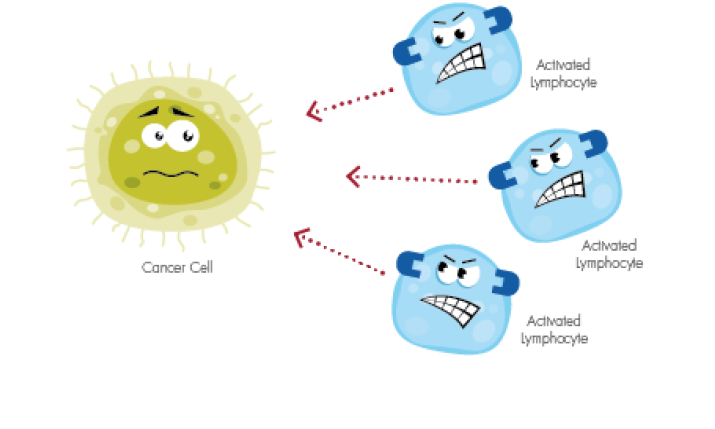 Activated
Lymphocyte
Activated
Lymphocyte
Cancer Cell
Activated
Lymphocyte